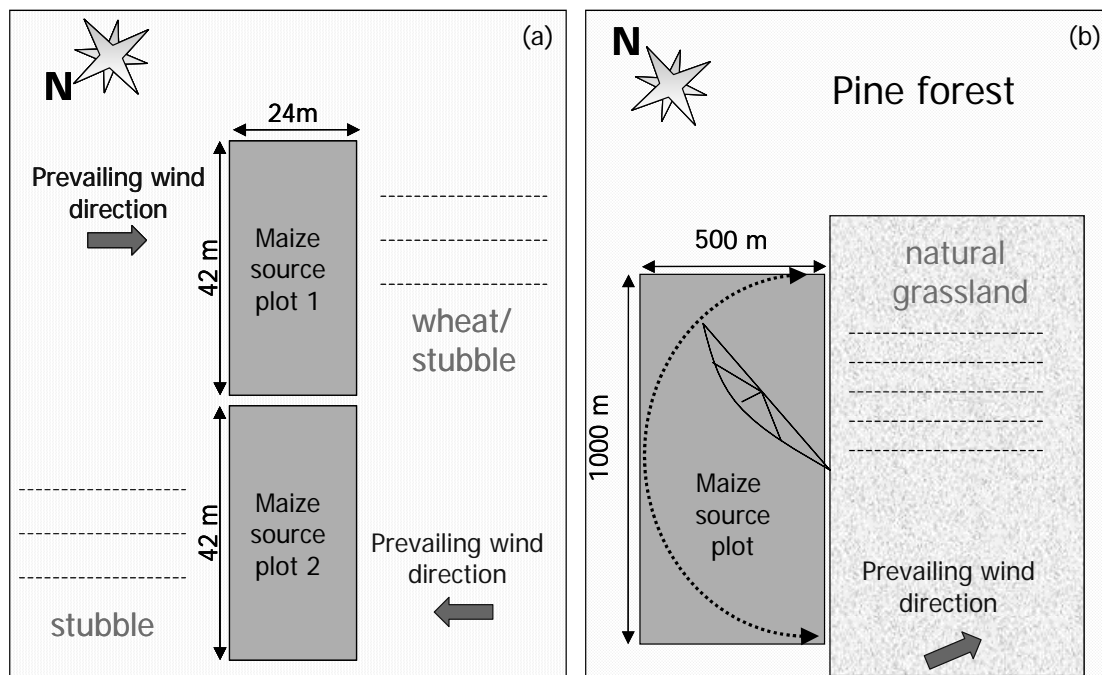 (a)
N
24m
Prevailing wind
direction
42 m
Maize
source
plot 1
wheat/
stubble
42 m
Maize
source
plot 2
Prevailing wind
direction
stubble
(b)
N
Pine forest
500 m
natural
grassland
1000 m
Maize
source
plot
Prevailing wind
direction